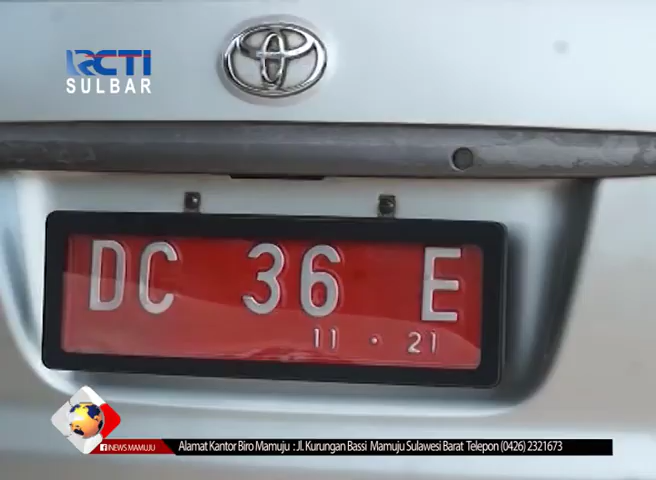 RCTI
SULBAR
DC 36 E
11 • 21
NEWS MAMUJU
Alamat Kantor Biro Mamuju : Jl. Kurungan Bassi Mamuju Sulawesi Barat Telepon (0426) 2321673